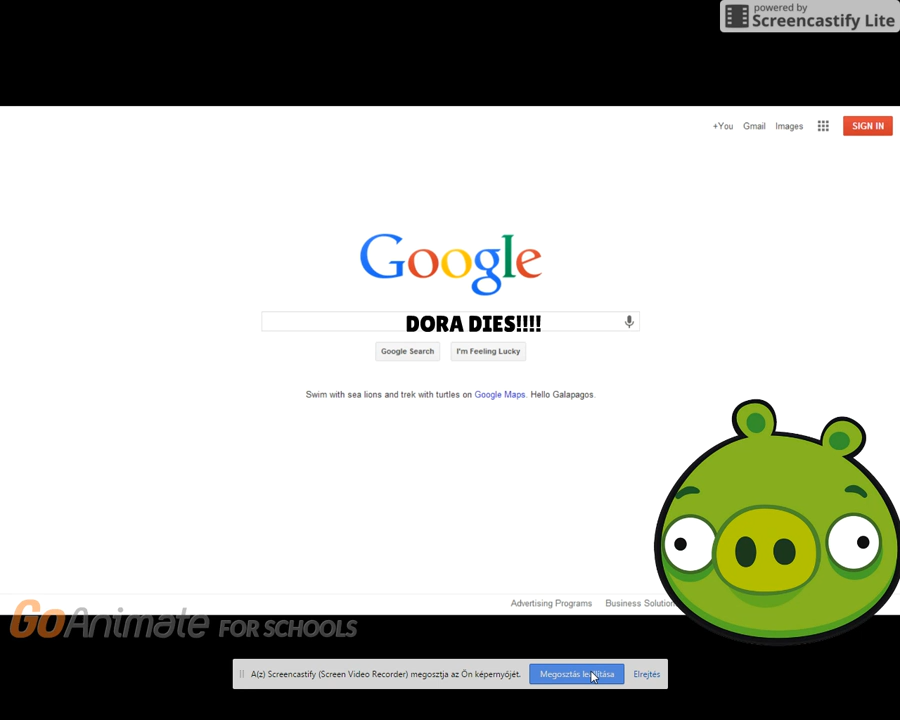 powered by
Screencastify Lite
+You Gmail Images SIGN IN
Google
DORA DIES!!!!
Google Search I'm Feeling Lucky
Swim with sea lions and trek with turtles on Google Maps. Hello Galapagos.
Advertising Programs Business Solution
GoAnimate FOR SCHOOLS
A(z) Screencastify (Screen Video Recorder) megosztja az Ön képernyőjét. Megosztás leállítása Elrejtés